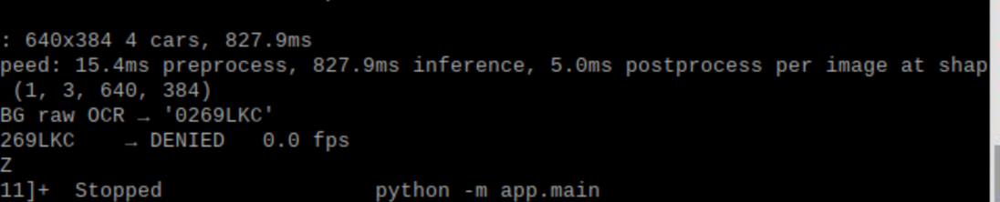 : 640x384 4 cars, 827.9ms
peed: 15.4ms preprocess, 827.9ms inference, 5.0ms postprocess per image at shap
(1, 3, 640, 384)
BG raw OCR → '0269LKC'
269LKC → DENIED 0.0 fps
Z
11]+ Stopped python -m app.main